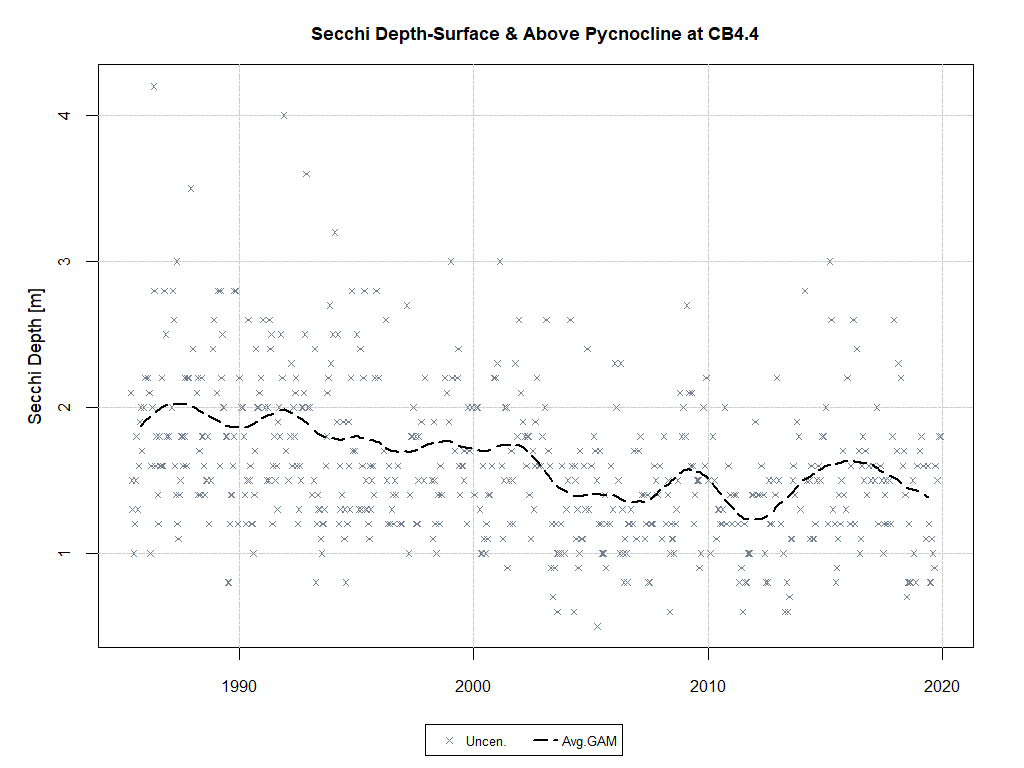 Secchi Depth-Surface & Above Pycnocline at CB4.4
Secchi Depth [m]
4
3
2
1
1990 2000 2010 2020
Uncen. Avg.GAM